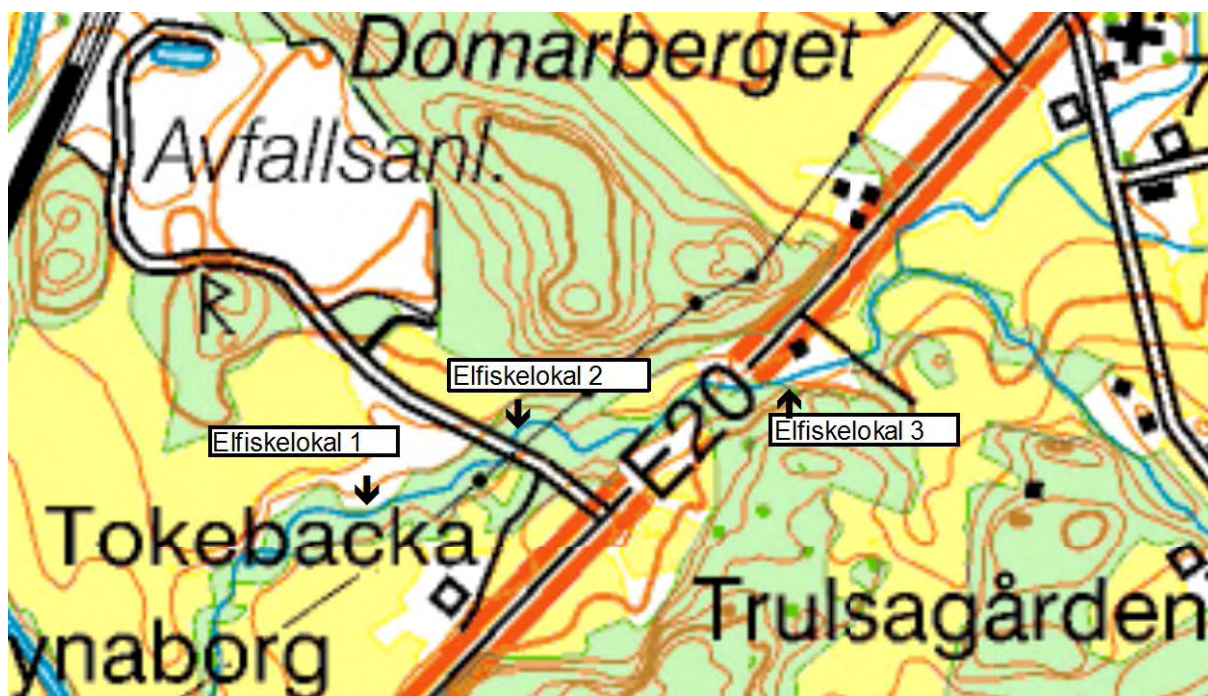 Domarberget
Avfallsanl.
R
Elfiskelokal 2
E20
Elfiskelokal 1
Elfiskelokal 3
Tokebacka
Trulsagården
ynaborg